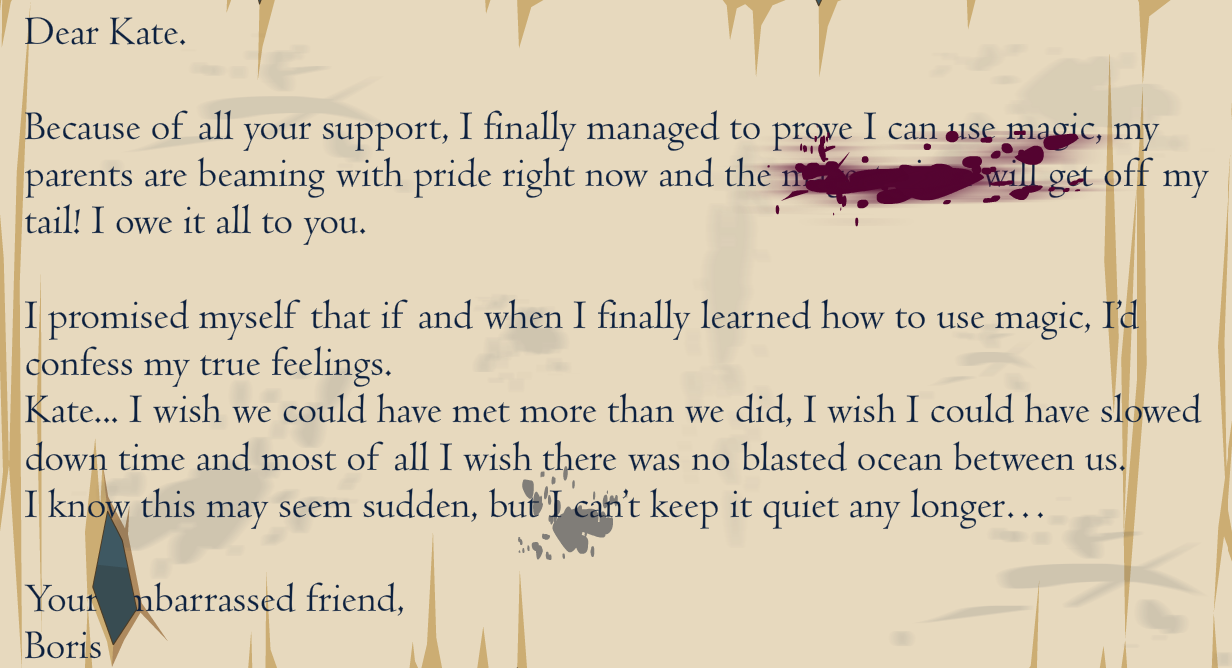 Dear Kate.
Because of all your support, I finally managed to prove I can use magic, my
parents are beaming with pride right now and the will get off my
tail! I owe it all to you.
I promised myself that if and when I finally learned how to use magic, I'd
confess my true feelings.
Kate... I wish we could have met more than we did, I wish I could have slowed
down time and most of all I wish there was no blasted ocean between us.
I know this may seem sudden, but I can't keep it quiet any longer...
friend,
Boris